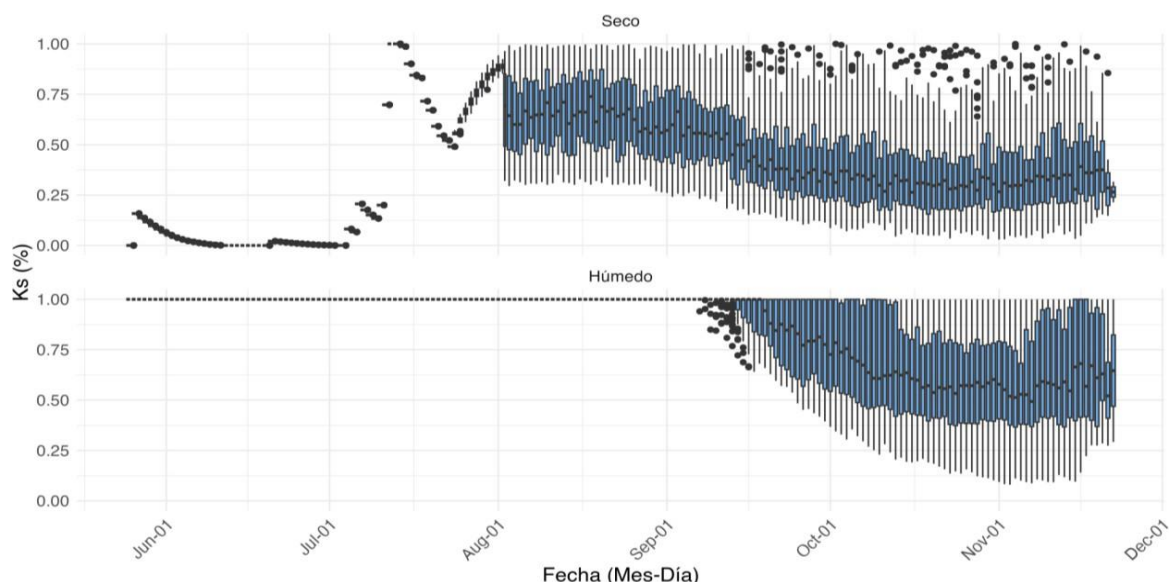 Seco
1.00
0.75
0.50
0.25
0.00
Húmedo
1.00
0.75
0.50
0.25
0.00
Ks (%)
Jun-01
Jul-01
Aug-01
Sep-01
Oct-01
Nov-01
Dec-01
Fecha (Mes-Día)